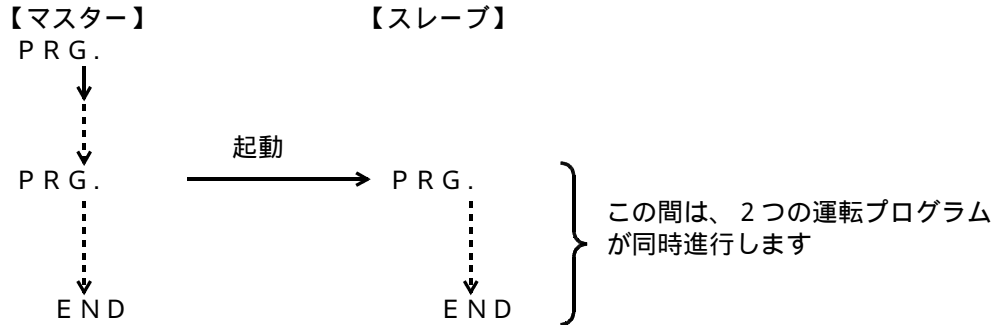 【マスター】 【スレーブ】
ＰＲＧ．
起動
ＰＲＧ． ＰＲＧ．
この間は、２つの運転プログラム
が同時進行します
ＥＮＤ ＥＮＤ